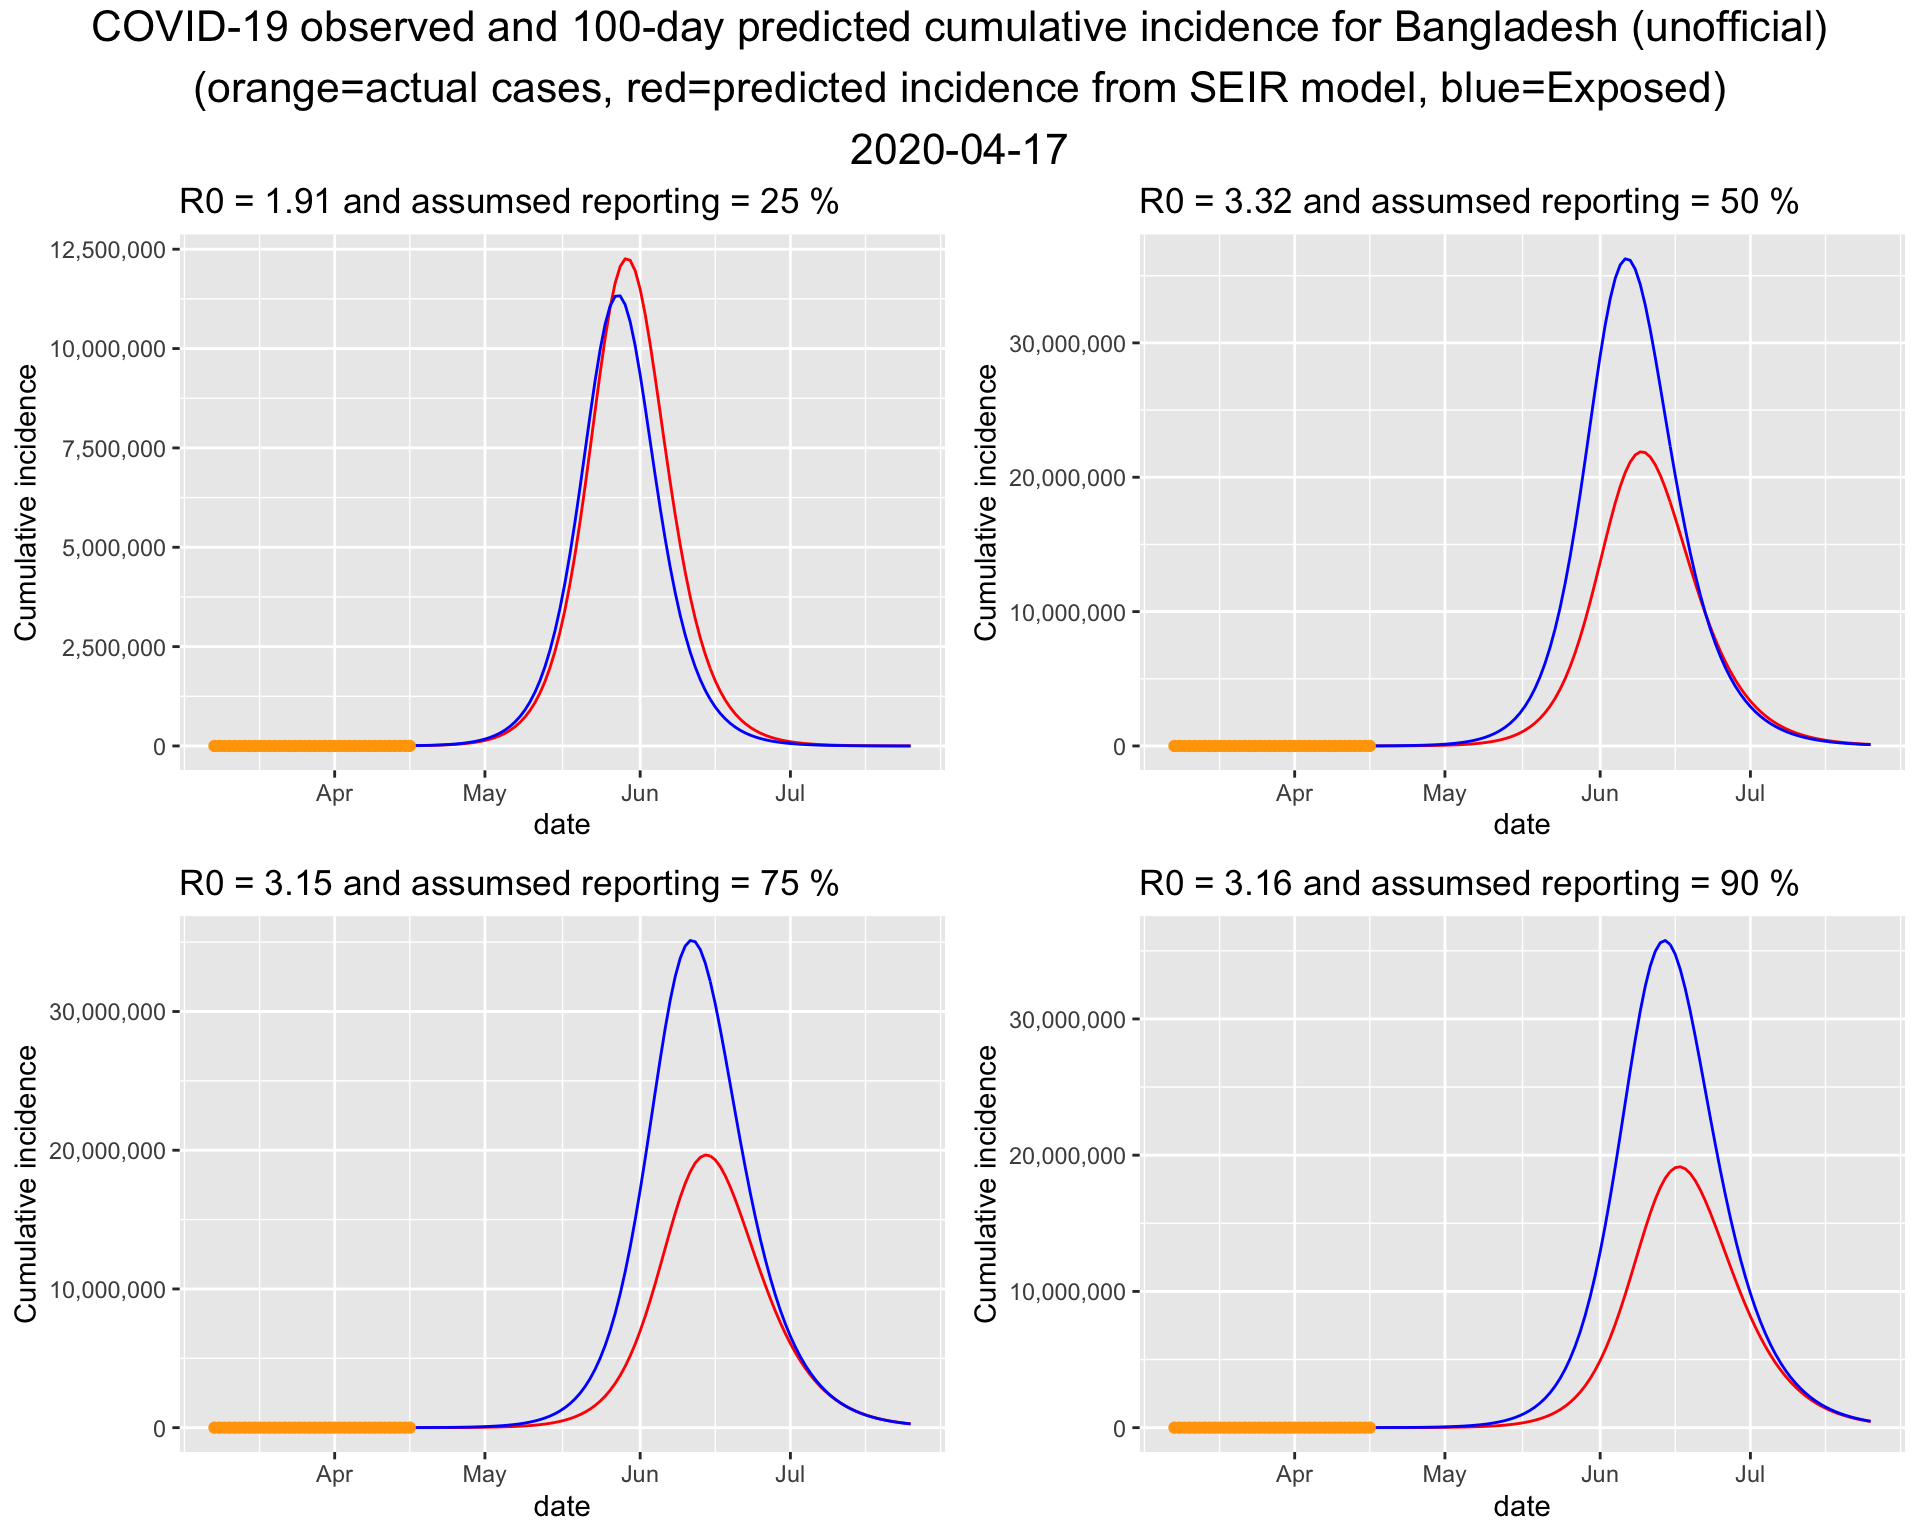 COVID-19 observed and 100-day predicted cumulative incidence for Bangladesh (unofficial)
(orange=actual cases, red=predicted incidence from SEIR model, blue=Exposed)
2020-04-17
R0 = 1.91 and assumsed reporting = 25 %
12,500,000
10,000,000
7,500,000
5,000,000
2,500,000
0
Cumulative incidence
Apr May Jun Jul
date
R0 = 3.32 and assumsed reporting = 50 %
30,000,000
20,000,000
10,000,000
0
Cumulative incidence
Apr May Jun Jul
date
R0 = 3.15 and assumsed reporting = 75 %
30,000,000
20,000,000
10,000,000
0
Cumulative incidence
Apr May Jun Jul
date
R0 = 3.16 and assumsed reporting = 90 %
30,000,000
20,000,000
10,000,000
0
Cumulative incidence
Apr May Jun Jul
date